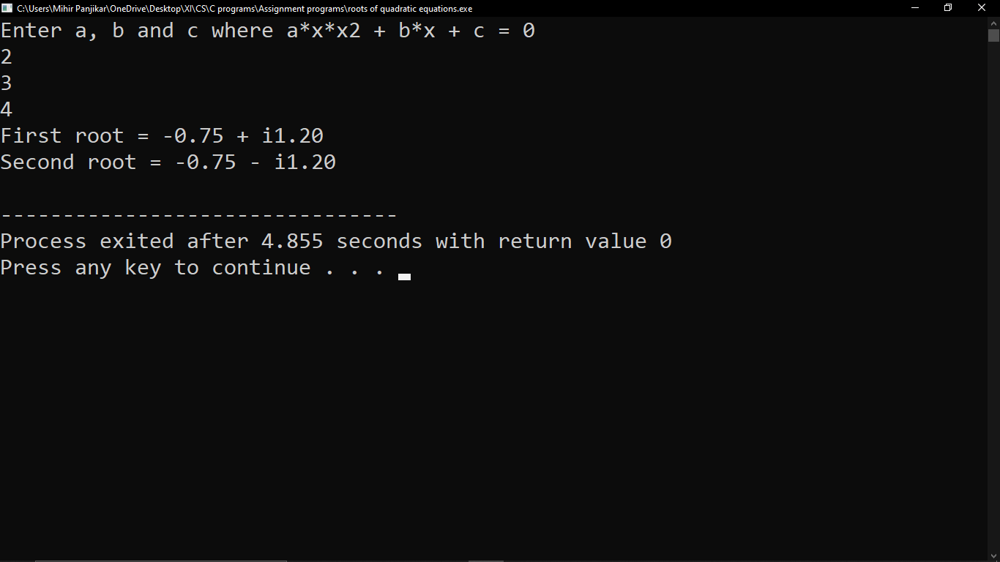 C:\Users\Mihir Panjikar\OneDrive\Desktop\XI\CS\C programs\Assignment programs\roots of quadratic equations.exe
Enter a, b and c where a*x*x2 + b*x + c = 0
2
3
4
First root = -0.75 + i1.20
Second root = -0.75 - i1.20
--------------------------------
Process exited after 4.855 seconds with return value 0
Press any key to continue . . .